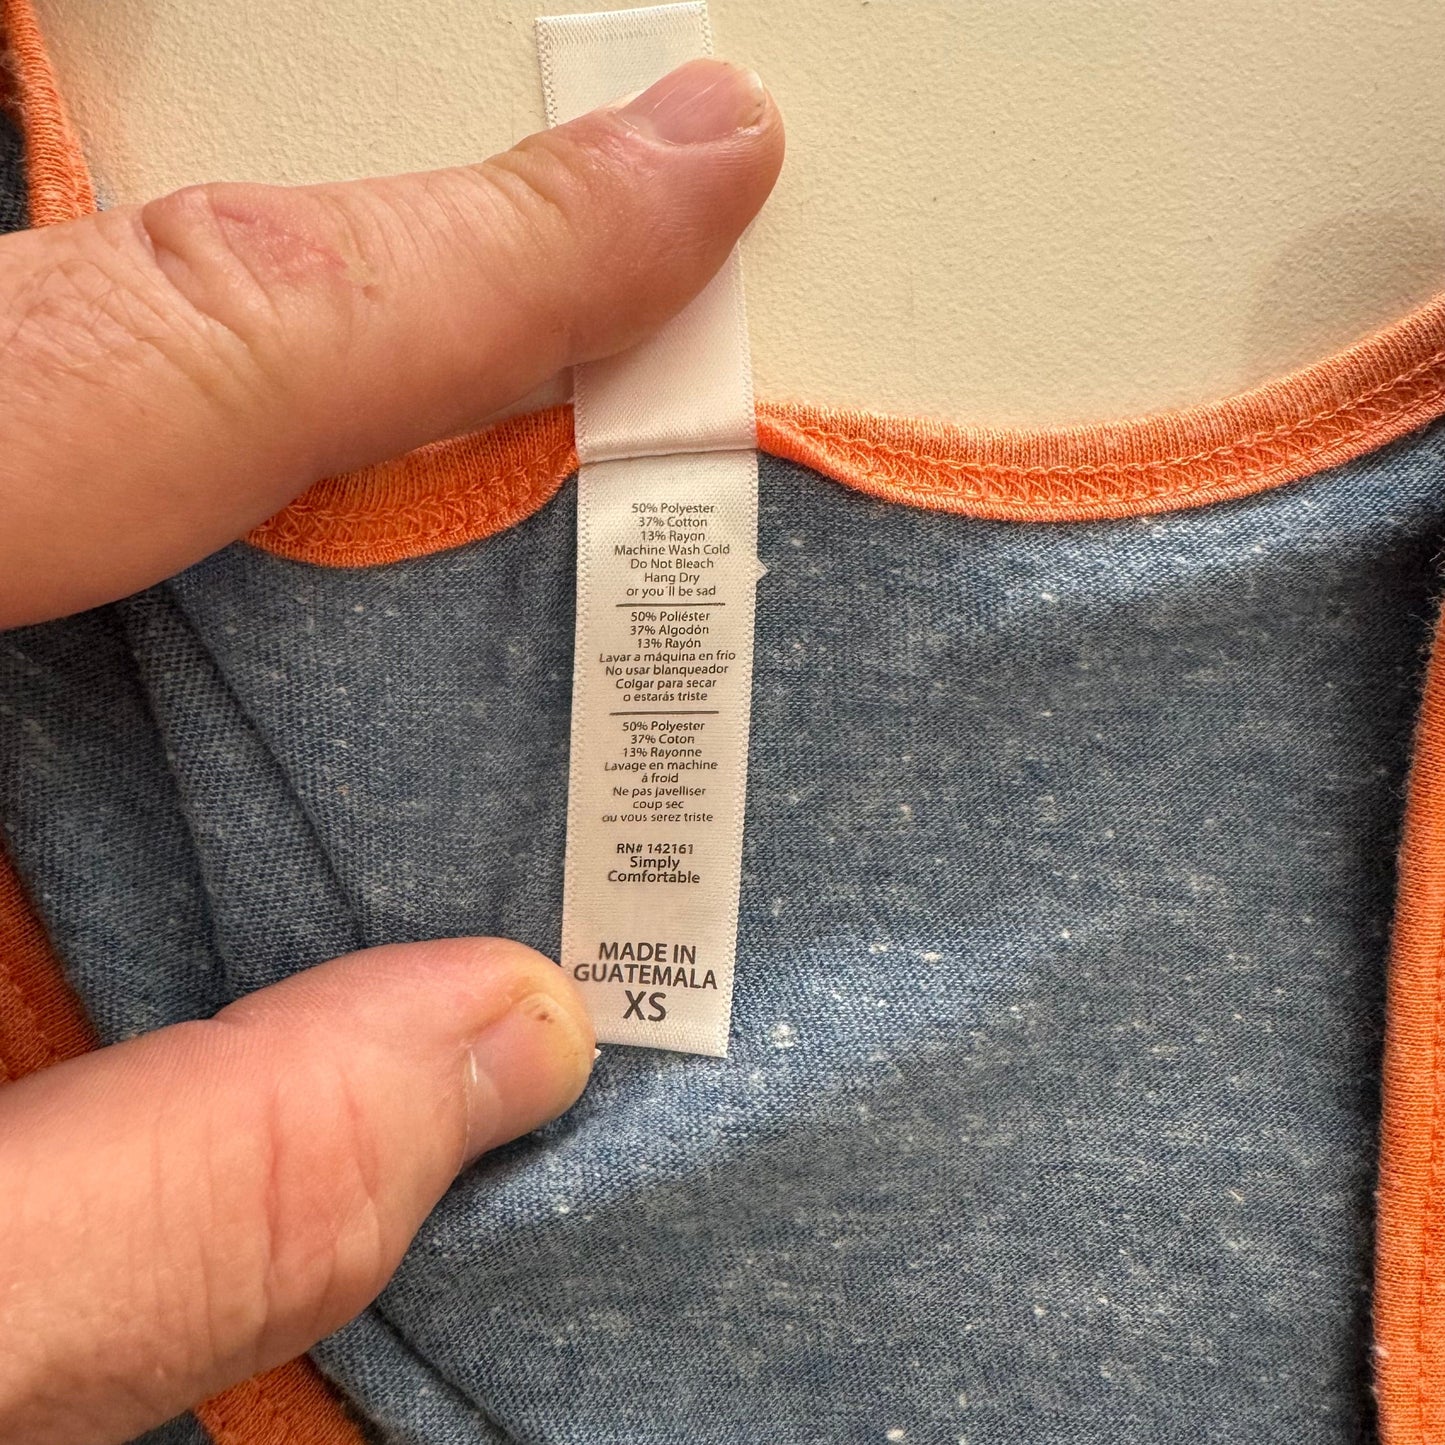 50% Polyester
37% Cotton
13% Rayon
Machine Wash Cold
Do Not Bleach
Hang Dry
or you´ll be sad
50% Poliéster
37% Algodón
13% Rayón
Lavar a máquina en frio
No usar blanqueador
Colgar para secar
o estarás triste
50% Polyester
37% Coton
13% Rayonne
Lavage en machine
á froid
Ne pas javelliser
coup sec
ou vous serez triste
RN# 142161
Simply
Comfortable
MADE IN
GUATEMALA
XS